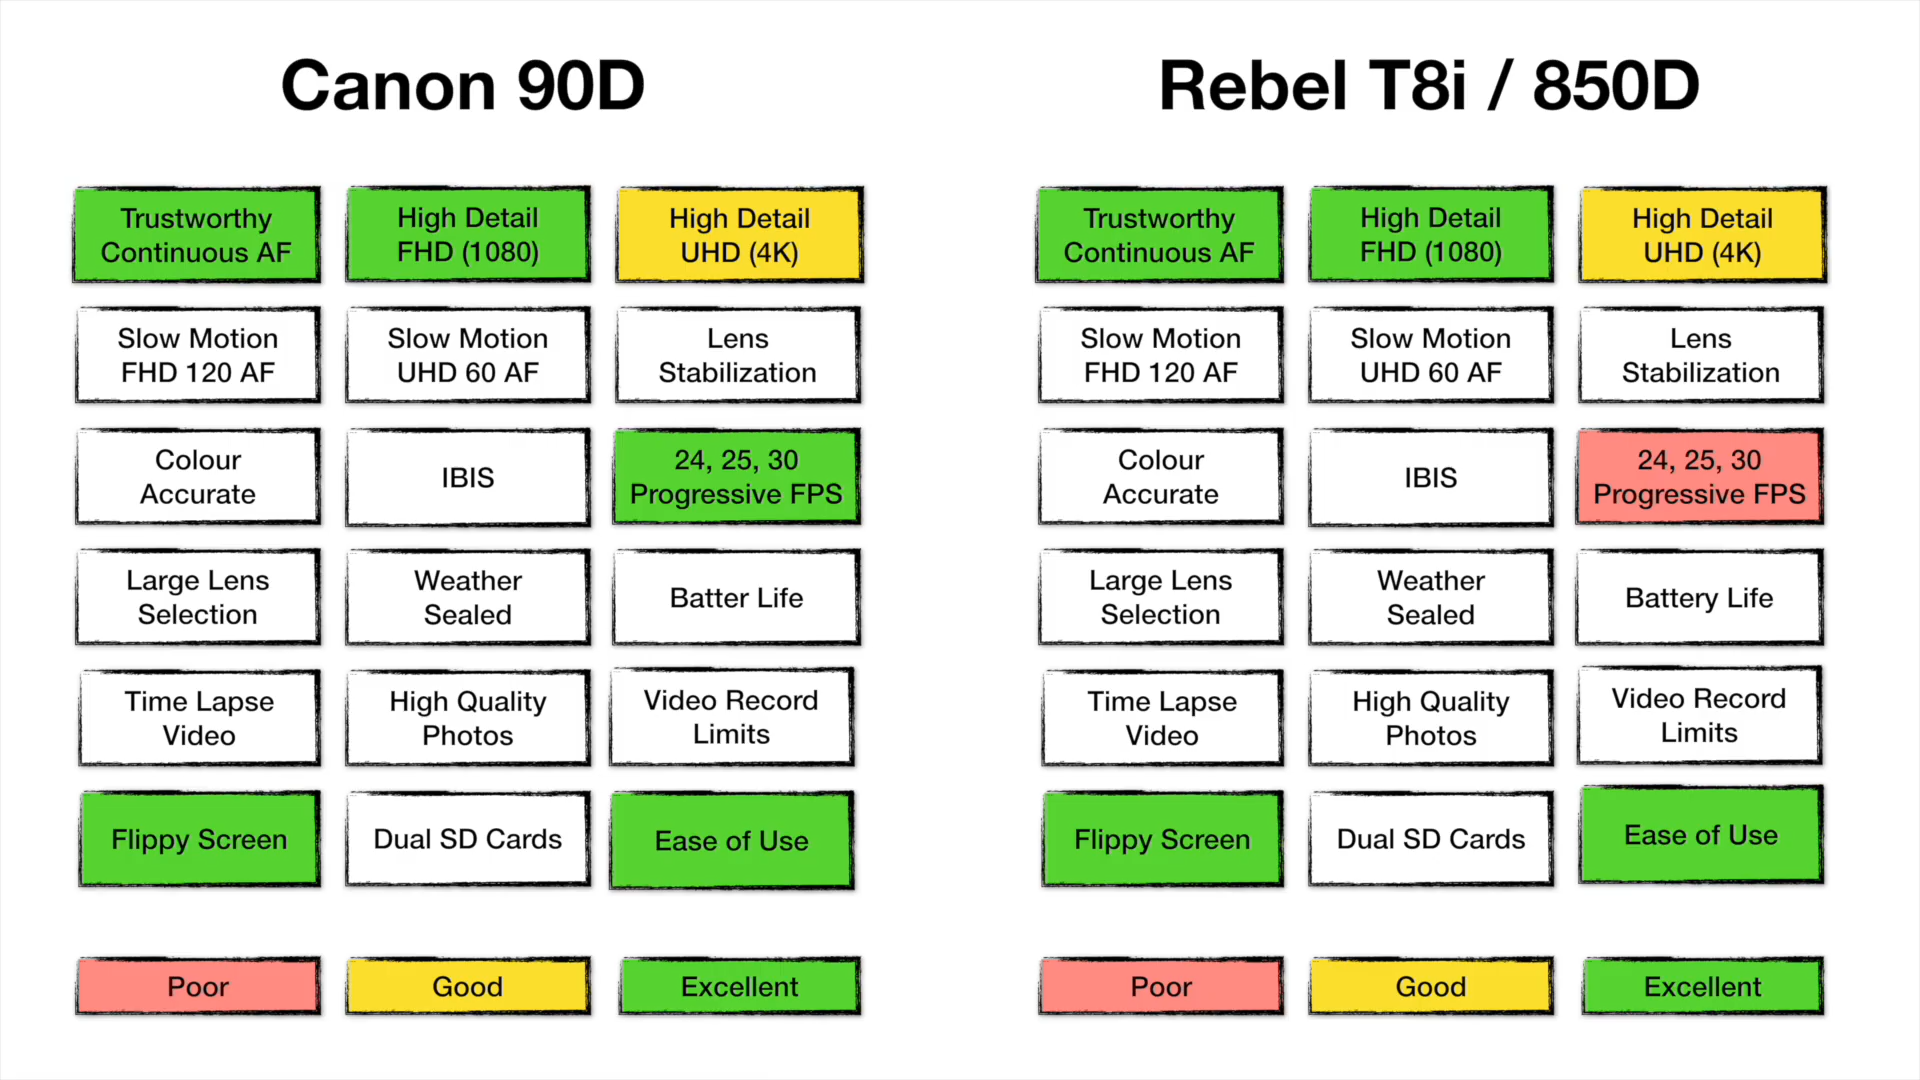 Canon 90D
Trustworthy
Continuous AF
High Detail
FHD (1080)
High Detail
UHD (4K)
Slow Motion
FHD 120 AF
Slow Motion
UHD 60 AF
Lens
Stabilization
Colour
Accurate
IBIS
24, 25, 30
Progressive FPS
Large Lens
Selection
Weather
Sealed
Batter Life
Time Lapse
Video
High Quality
Photos
Video Record
Limits
Flippy Screen
Dual SD Cards
Ease of Use
Poor
Good
Excellent
Rebel T8i / 850D
Trustworthy
Continuous AF
High Detail
FHD (1080)
High Detail
UHD (4K)
Slow Motion
FHD 120 AF
Slow Motion
UHD 60 AF
Lens
Stabilization
Colour
Accurate
IBIS
24, 25, 30
Progressive FPS
Large Lens
Selection
Weather
Sealed
Battery Life
Time Lapse
Video
High Quality
Photos
Video Record
Limits
Flippy Screen
Dual SD Cards
Ease of Use
Poor
Good
Excellent